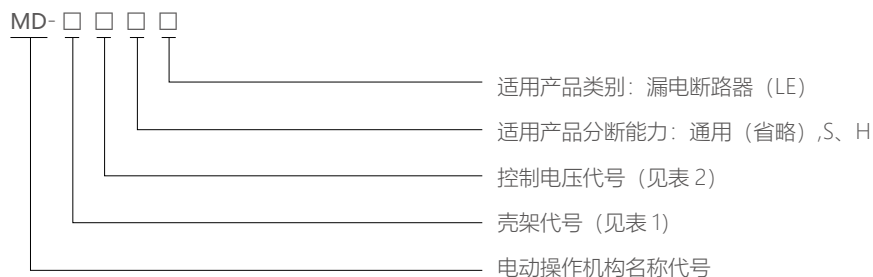 MD-□ □ □ □
适用产品类别：漏电断路器（LE）
适用产品分断能力：通用（省略）,S、H
控制电压代号（见表 2）
壳架代号（见表 1)
电动操作机构名称代号